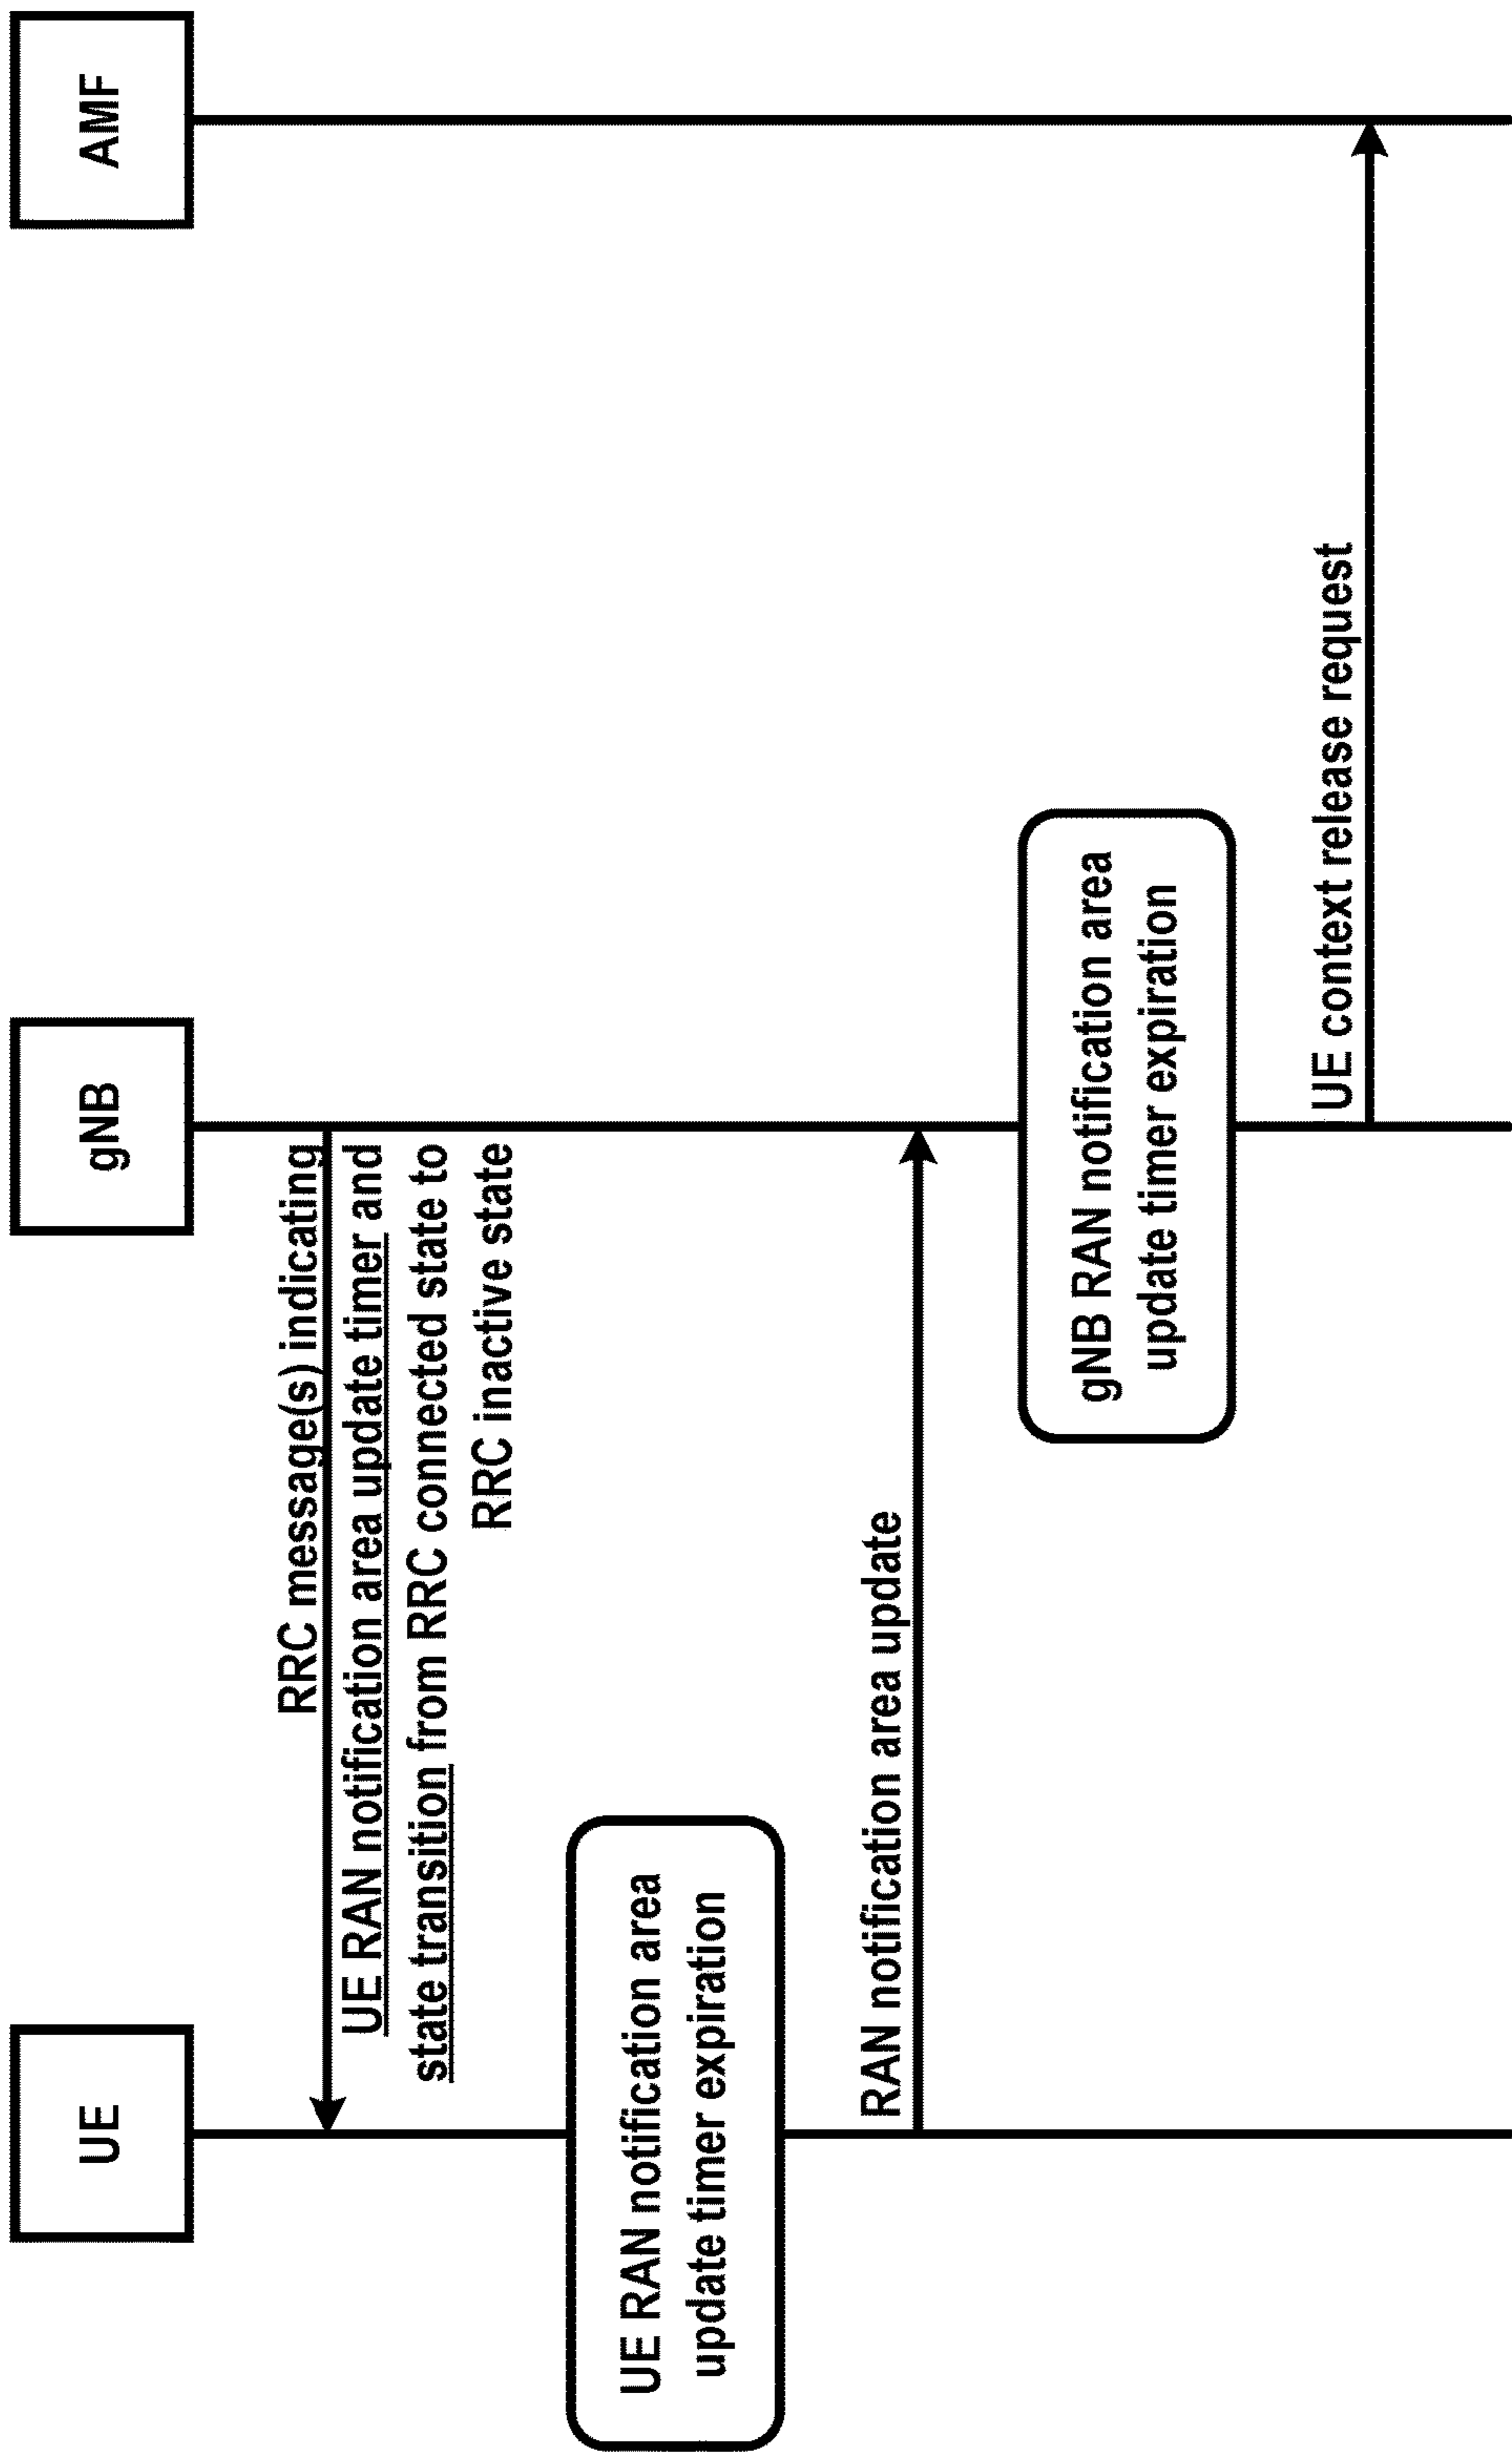 UE
gNB
AMF
RRC message(s) indicating
UE RAN notification area update timer and
state transition from RRC connected state to
RRC inactive state
UE RAN notification area
update timer expiration
RAN notification area update
gNB RAN notification area
update timer expiration
UE context release request